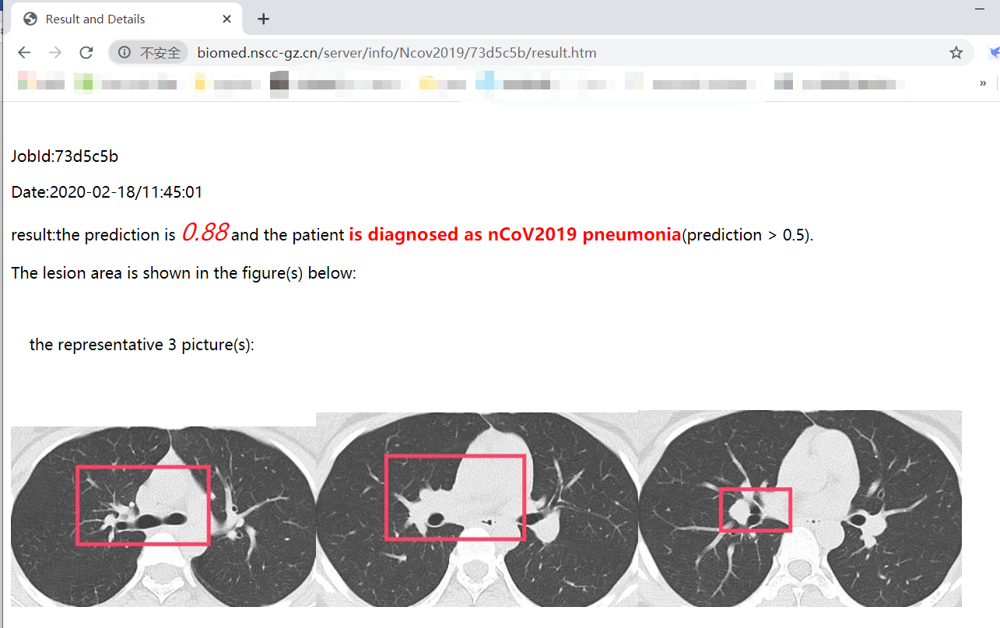 Result and Details
不安全 biomed.nscc-gz.cn/server/info/Ncov2019/73d5c5b/result.htm
JobId:73d5c5b
Date:2020-02-18/11:45:01
result:the prediction is 0.88 and the patient is diagnosed as nCoV2019 pneumonia(prediction > 0.5).
The lesion area is shown in the figure(s) below:
the representative 3 picture(s):